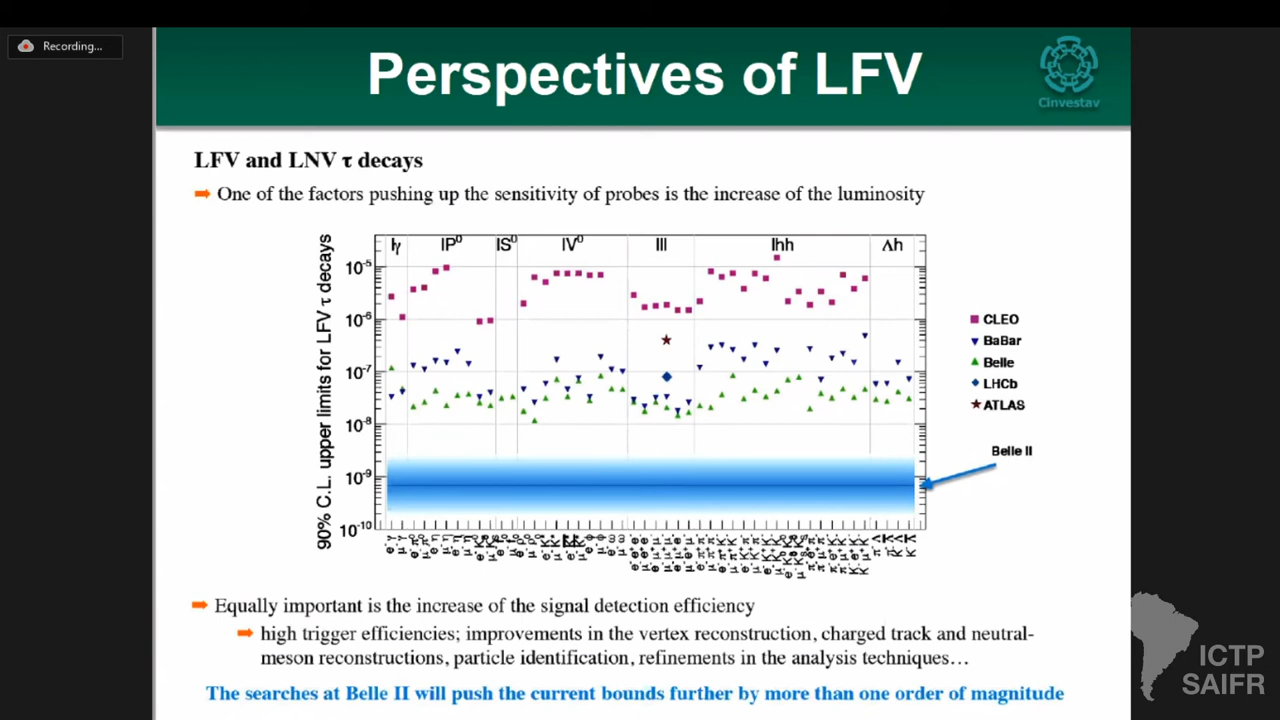 Recording...
Perspectives of LFV
Cinvestav
LFV and LNV τ decays
One of the factors pushing up the sensitivity of probes is the increase of the luminosity
90% C.L. upper limits for LFV τ decays
lγ lP⁰ lS⁰ lV⁰ lll lhh Λh
10⁻⁵
10⁻⁶
10⁻⁷
10⁻⁸
10⁻⁹
10⁻¹⁰
CLEO
BaBar
Belle
LHCb
ATLAS
Belle II
Equally important is the increase of the signal detection efficiency
high trigger efficiencies; improvements in the vertex reconstruction, charged track and neutral-
meson reconstructions, particle identification, refinements in the analysis techniques…
The searches at Belle II will push the current bounds further by more than one order of magnitude
ICTP
SAIFR